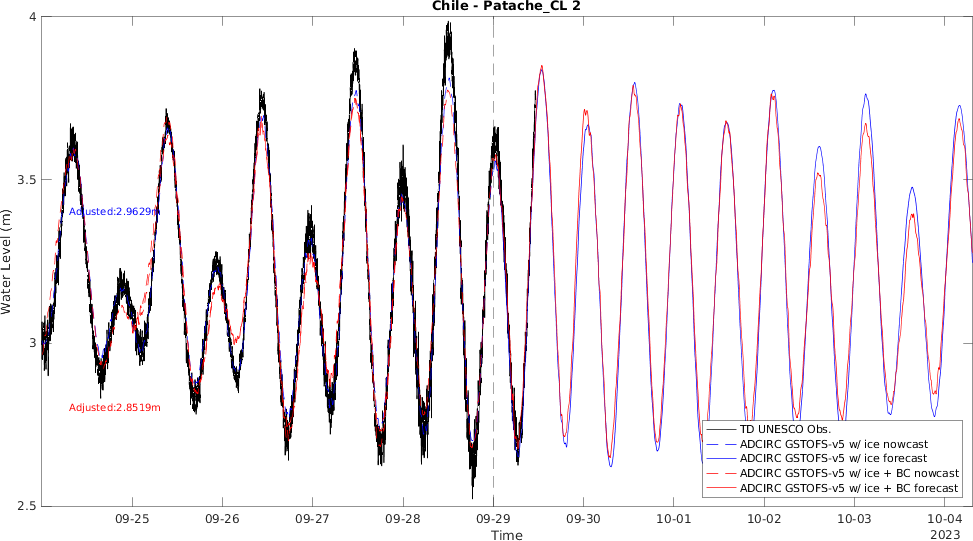 Chile - Patache_CL 2
Water Level (m)
4
3.5
3
2.5
Adjusted:2.9629m
Adjusted:2.8519m
TD UNESCO Obs.
ADCIRC GSTOFS-v5 w/ ice nowcast
ADCIRC GSTOFS-v5 w/ ice forecast
ADCIRC GSTOFS-v5 w/ ice + BC nowcast
ADCIRC GSTOFS-v5 w/ ice + BC forecast
09-25 09-26 09-27 09-28 09-29 09-30 10-01 10-02 10-03 10-04
2023
Time